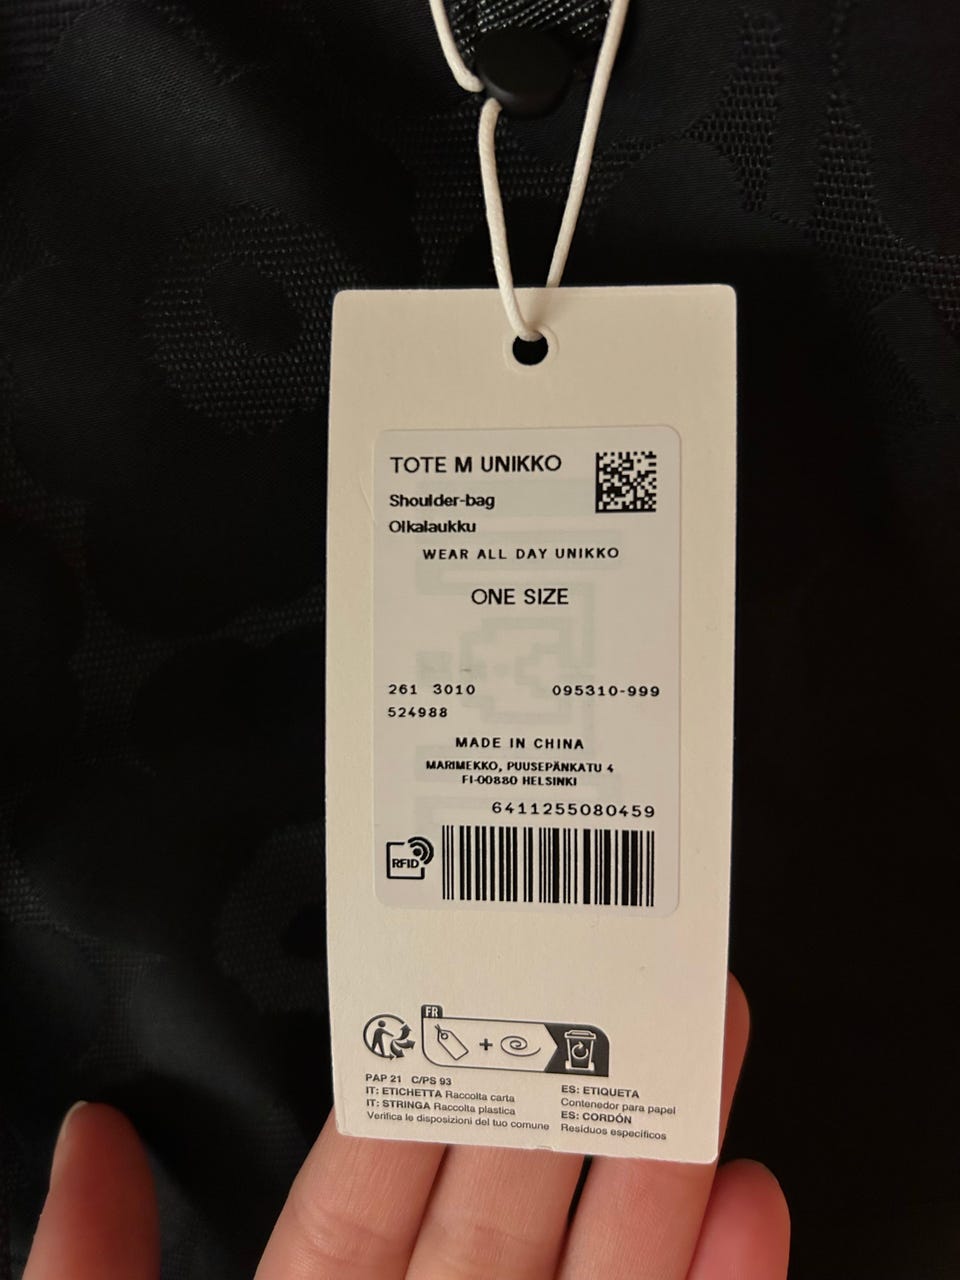 TOTE M UNIKKO
Shoulder-bag
Olkalaukku
WEAR ALL DAY UNIKKO
ONE SIZE
261 3010 095310-999
524988
MADE IN CHINA
MARIMEKKO, PUUSEPÄNKATU 4
FI-00880 HELSINKI
6411255080459
RFID
FR
PAP 21 C/PS 93
IT: ETICHETTA Raccolta carta
IT: STRINGA Raccolta plastica
Verifica le disposizioni del tuo comune
ES: ETIQUETA
Contenedor para papel
ES: CORDÓN
Residuos específicos